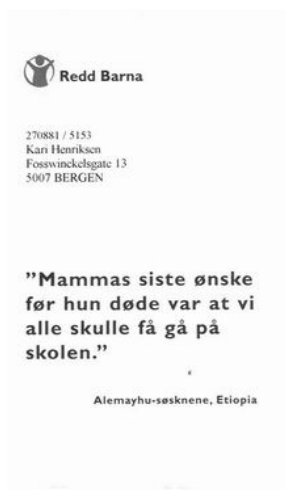 Redd Barna
270881 / 5153
Kari Henriksen
Fosswinckelsgate 13
5007 BERGEN
"Mammas siste ønske
før hun døde var at vi
alle skulle få gå på
skolen."
Alemayhu-søsknene, Etiopia